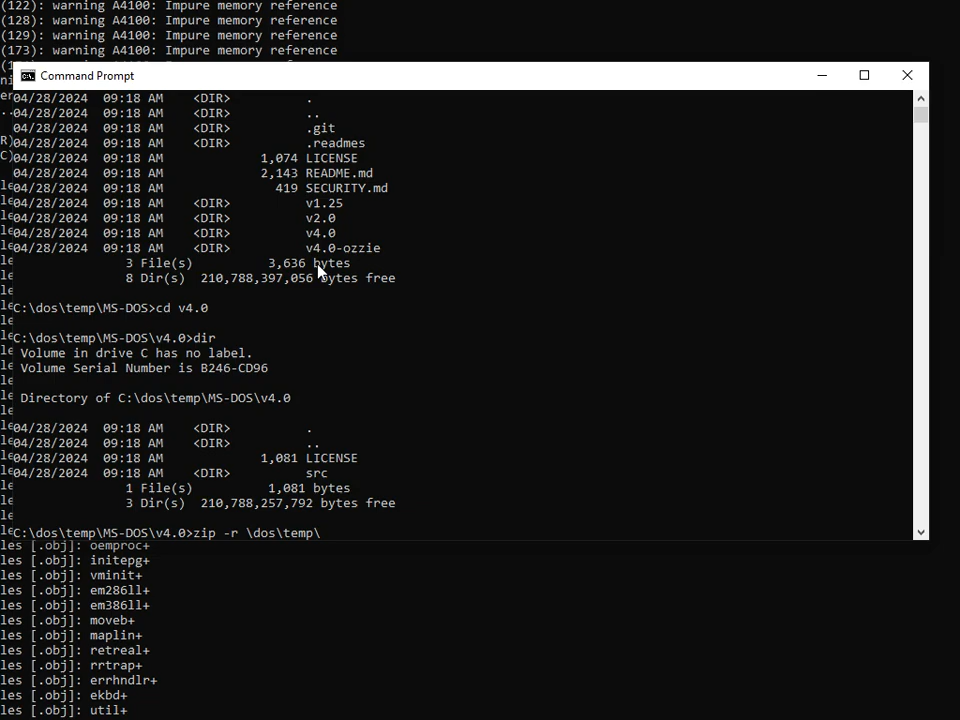 (122): warning A4100: Impure memory reference
(128): warning A4100: Impure memory reference
(129): warning A4100: Impure memory reference
(173): warning A4100: Impure memory reference
Command Prompt
04/28/2024  09:18 AM    <DIR>          .
04/28/2024  09:18 AM    <DIR>          ..
04/28/2024  09:18 AM    <DIR>          .git
04/28/2024  09:18 AM    <DIR>          .readmes
04/28/2024  09:18 AM             1,074 LICENSE
04/28/2024  09:18 AM             2,143 README.md
04/28/2024  09:18 AM               419 SECURITY.md
04/28/2024  09:18 AM    <DIR>          v1.25
04/28/2024  09:18 AM    <DIR>          v2.0
04/28/2024  09:18 AM    <DIR>          v4.0
04/28/2024  09:18 AM    <DIR>          v4.0-ozzie
3 File(s)          3,636 bytes
8 Dir(s)  210,788,397,056 bytes free
C:\dos\temp\MS-DOS>cd v4.0
C:\dos\temp\MS-DOS\v4.0>dir
Volume in drive C has no label.
Volume Serial Number is B246-CD96
Directory of C:\dos\temp\MS-DOS\v4.0
04/28/2024  09:18 AM    <DIR>          .
04/28/2024  09:18 AM    <DIR>          ..
04/28/2024  09:18 AM             1,081 LICENSE
04/28/2024  09:18 AM    <DIR>          src
1 File(s)          1,081 bytes
3 Dir(s)  210,788,257,792 bytes free
C:\dos\temp\MS-DOS\v4.0>zip -r \dos\temp\
les [.obj]: oemproc+
les [.obj]: initepg+
les [.obj]: vminit+
les [.obj]: em286ll+
les [.obj]: em386ll+
les [.obj]: moveb+
les [.obj]: maplin+
les [.obj]: retreal+
les [.obj]: rrtrap+
les [.obj]: errhndlr+
les [.obj]: ekbd+
les [.obj]: util+